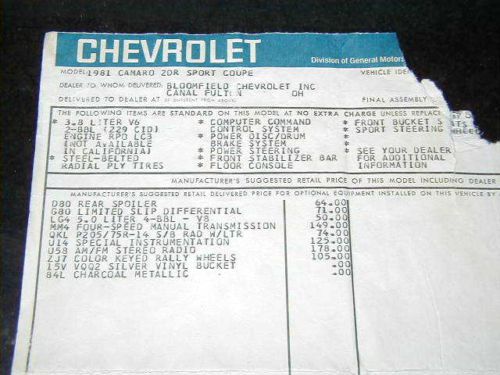 CHEVROLET
Division of General Motors
MODEL: 1981 CAMARO 2DR SPORT COUPE
VEHICLE IDE
DEALER TO WHOM DELIVERED: BLOOMFIELD CHEVROLET INC
CANAL FULTON OH
DELIVERED TO DEALER AT (IF DIFFERENT FROM ABOVE)
FINAL ASSEMBLY
THE FOLLOWING ITEMS ARE STANDARD ON THIS MODEL AT NO EXTRA CHARGE UNLESS REPLACE
* 3.8 LITER V6 * COMPUTER COMMAND * FRONT BUCKET S
2-BBL (229 CID) CONTROL SYSTEM * SPORT STEERING WHEEL
ENGINE RPO LC3 * POWER DISC/DRUM
(NOT AVAILABLE BRAKE SYSTEM
IN CALIFORNIA) * POWER STEERING * SEE YOUR DEALER
* STEEL-BELTED * FRONT STABILIZER BAR FOR ADDITIONAL
RADIAL PLY TIRES * FLOOR CONSOLE INFORMATION
MANUFACTURER'S SUGGESTED RETAIL PRICE OF THIS MODEL INCLUDING DEALER
MANUFACTURER'S SUGGESTED RETAIL DELIVERED PRICE FOR OPTIONAL EQUIPMENT INSTALLED ON THIS VEHICLE BY
D80 REAR SPOILER 64.00
G80 LIMITED SLIP DIFFERENTIAL 71.00
LG4 5.0 LITER 4-BBL - V8 50.00
MM4 FOUR-SPEED MANUAL TRANSMISSION 149.00
QKL P205/75R-14 S/B RAD W/LTR 74.00
U14 SPECIAL INSTRUMENTATION 125.00
U58 AM/FM STEREO RADIO 178.00
ZJ7 COLOR KEYED RALLY WHEELS 105.00
15V VQQ2 SILVER VINYL BUCKET .00
84L CHARCOAL METALLIC .00